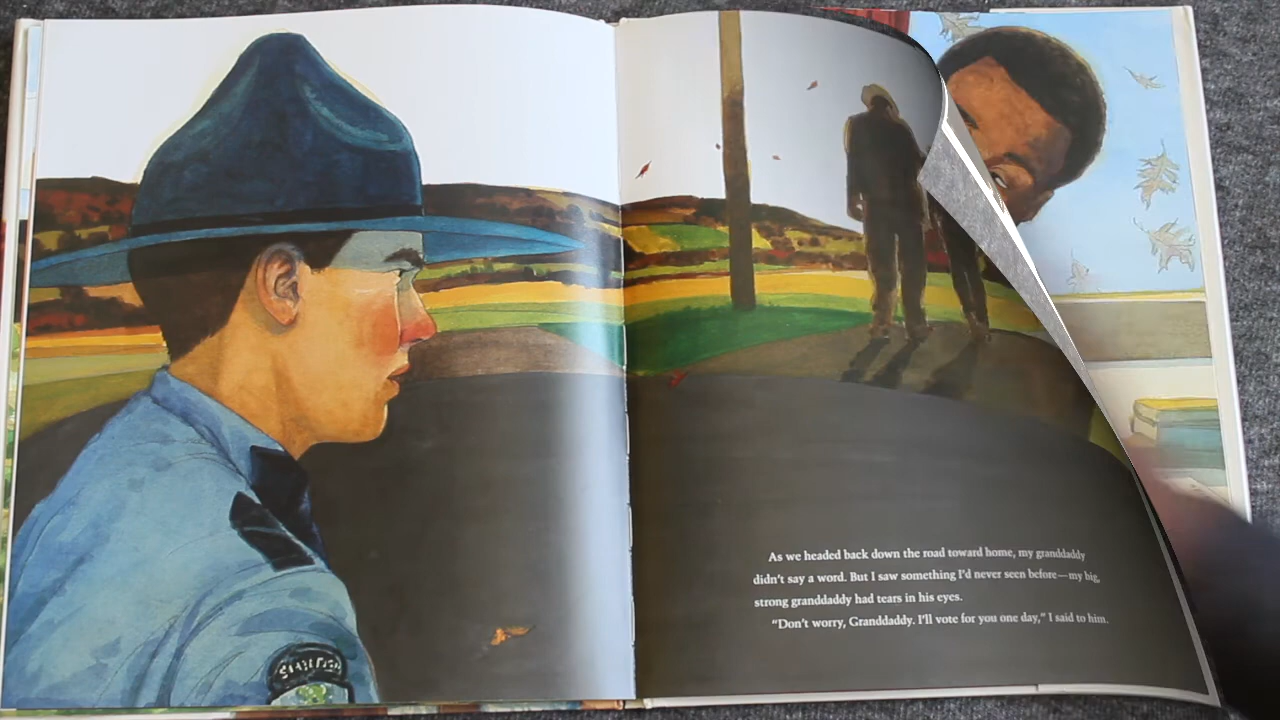 As we headed back down the road toward home, my granddaddy
didn't say a word. But I saw something I'd never seen before—my big,
strong granddaddy had tears in his eyes.
"Don't worry, Granddaddy. I'll vote for you one day," I said to him.